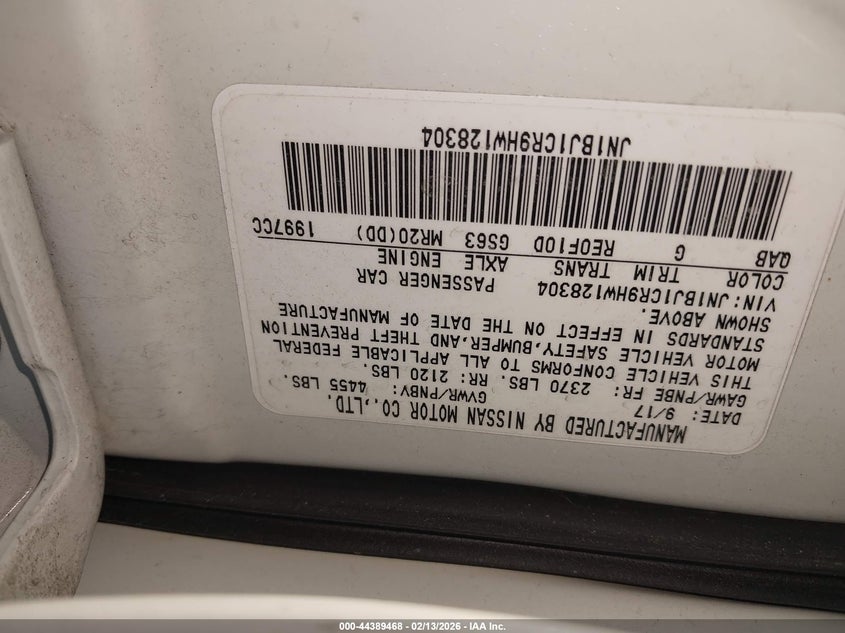 MANUFACTURED BY NISSAN MOTOR CO.,LTD.
DATE: 9/17 GVWR/PNBV: 4455 LBS.
GAWR/PNBE FR: 2370 LBS. RR: 2120 LBS.
THIS VEHICLE CONFORMS TO ALL APPLICABLE FEDERAL
MOTOR VEHICLE SAFETY,BUMPER,AND THEFT PREVENTION
STANDARDS IN EFFECT ON THE DATE OF MANUFACTURE
SHOWN ABOVE.
VIN:JN1BJ1CR9HW128304 PASSENGER CAR
COLOR TRIM TRANS AXLE ENGINE
QAB G RE0F10D GS63 MR20(DD) 1997CC
JN1BJ1CR9HW128304
000-44389468 - 02/13/2026 - IAA Inc.